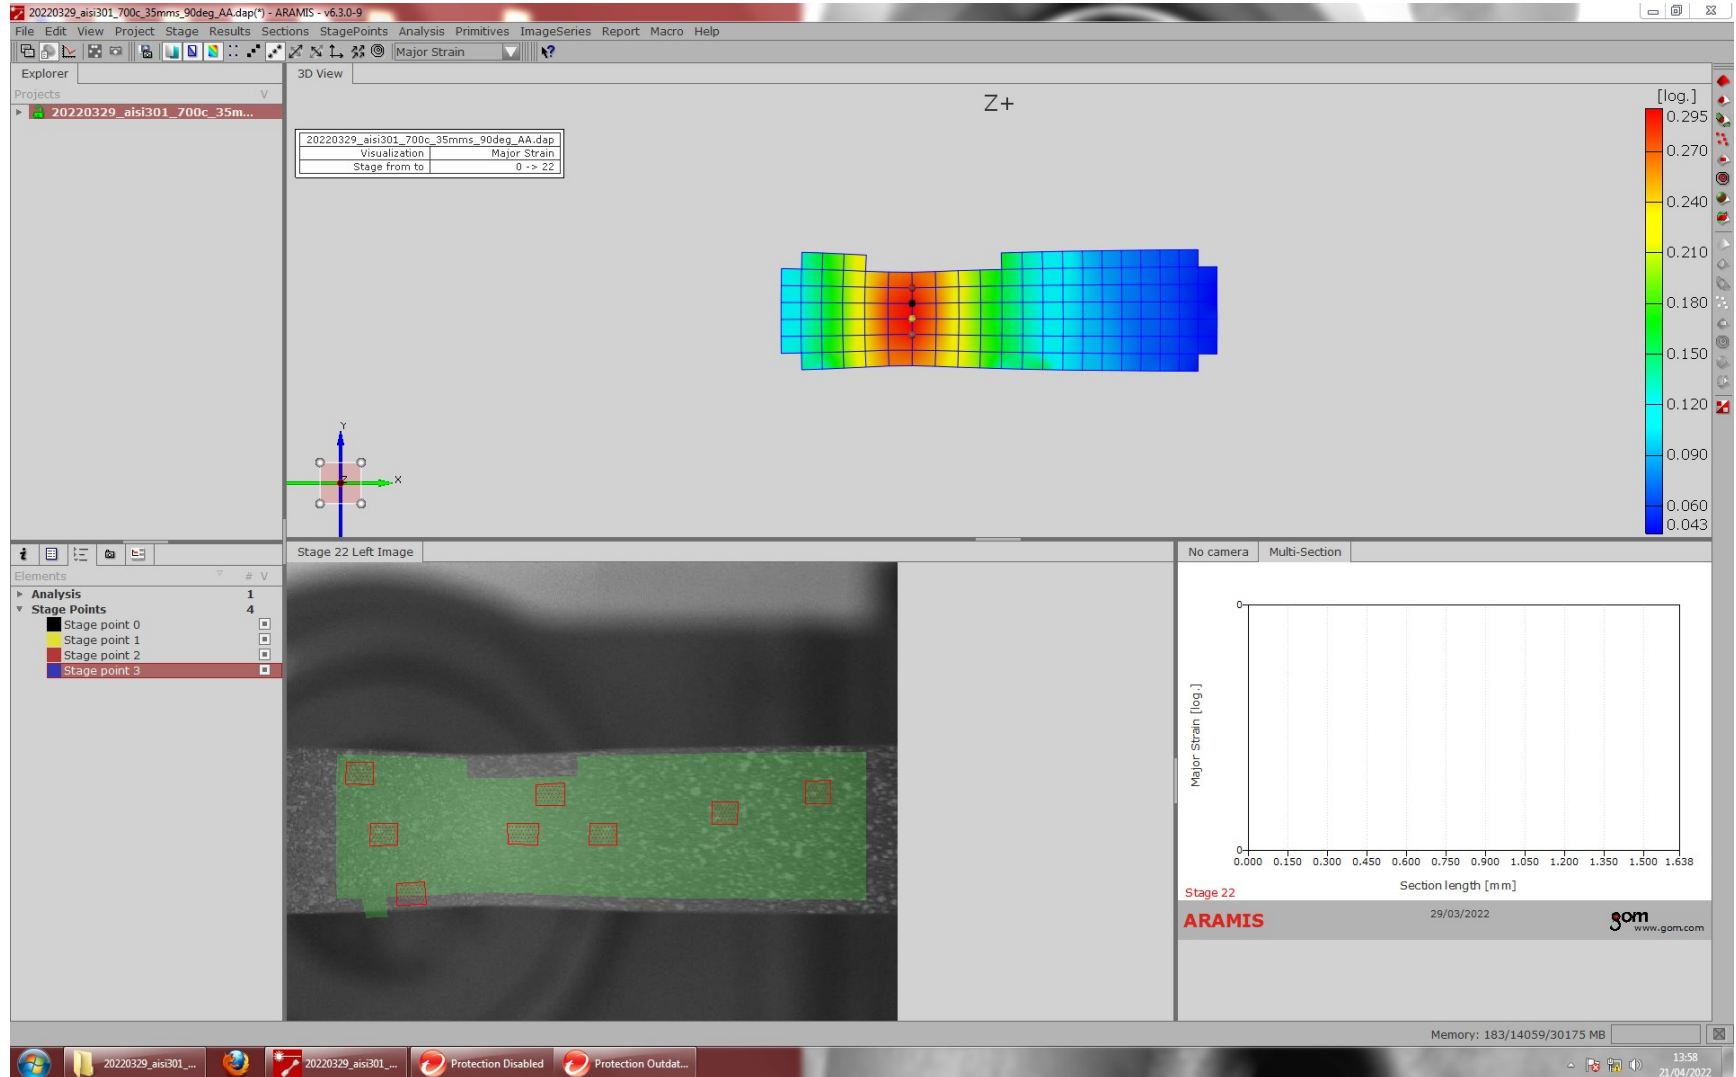 20220329_aisi301_700c_35mms_90deg_AA.dap(*) - ARAMIS - v6.3.0-9
File Edit View Project Stage Results Sections StagePoints Analysis Primitives ImageSeries Report Macro Help
Major Strain
Explorer
Projects V
20220329_aisi301_700c_35m...
3D View
Z+
20220329_aisi301_700c_35mms_90deg_AA.dap
Visualization Major Strain
Stage from to 0 -> 22
[log.]
0.295
0.270
0.240
0.210
0.180
0.150
0.120
0.090
0.060
0.043
Y
Z
X
Elements # V
Analysis 1
Stage Points 4
Stage point 0
Stage point 1
Stage point 2
Stage point 3
Stage 22 Left Image
No camera Multi-Section
0
Major Strain [log.]
0
0.000 0.150 0.300 0.450 0.600 0.750 0.900 1.050 1.200 1.350 1.500 1.638
Section length [mm]
Stage 22
ARAMIS
29/03/2022
gom
www.gom.com
Memory: 183/14059/30175 MB
20220329_aisi301_...
20220329_aisi301_...
Protection Disabled
Protection Outdat...
13:58
21/04/2022